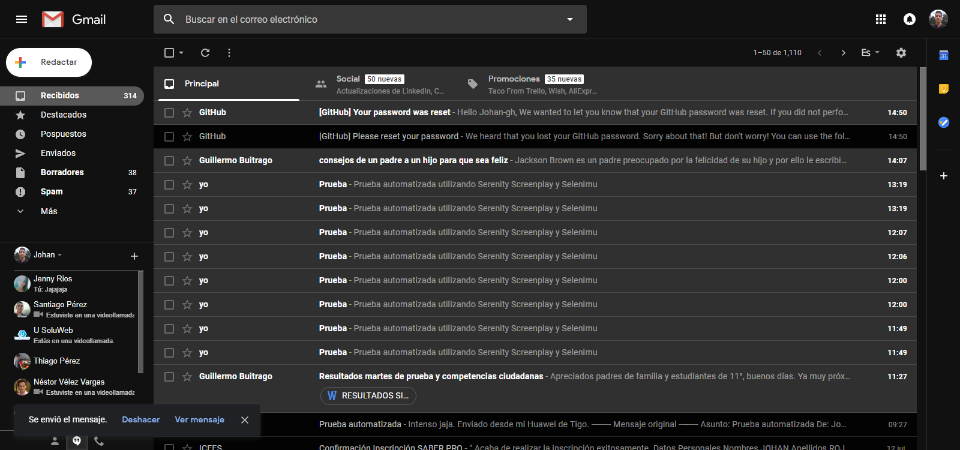 Gmail
Buscar en el correo electrónico
Redactar
1–50 de 1,110
Es
Recibidos 314
Destacados
Pospuestos
Enviados
Borradores 38
Spam 37
Más
Johan
Jenny Ríos
Tú: Jajajaja
Santiago Pérez
Estuviste en una videollamada
U SoluWeb
Estás en una videollamada.
Thiago Pérez
Néstor Vélez Vargas
Estuviste en una videollamada
Principal
Social 50 nuevas
Actualizaciones de LinkedIn, C...
Promociones 35 nuevas
Taco From Trello, Wish, AliExpr...
GitHub [GitHub] Your password was reset - Hello Johan-gh, We wanted to let you know that your GitHub password was reset. If you did not perfo... 14:50
GitHub [GitHub] Please reset your password - We heard that you lost your GitHub password. Sorry about that! But don't worry! You can use the fol... 14:50
Guillermo Buitrago consejos de un padre a un hijo para que sea feliz - Jackson Brown es un padre preocupado por la felicidad de su hijo y por ello le escribi... 14:07
yo Prueba - Prueba automatizada utilizando Serenity Screenplay y Selenimu 13:19
yo Prueba - Prueba automatizada utilizando Serenity Screenplay y Selenimu 13:19
yo Prueba - Prueba automatizada utilizando Serenity Screenplay y Selenimu 12:07
yo Prueba - Prueba automatizada utilizando Serenity Screenplay y Selenimu 12:06
yo Prueba - Prueba automatizada utilizando Serenity Screenplay y Selenimu 12:00
yo Prueba - Prueba automatizada utilizando Serenity Screenplay y Selenimu 12:00
yo Prueba - Prueba automatizada utilizando Serenity Screenplay y Selenimu 11:49
yo Prueba - Prueba automatizada utilizando Serenity Screenplay y Selenimu 11:49
Guillermo Buitrago Resultados martes de prueba y competencias ciudadanas - Apreciados padres de familia y estudiantes de 11°, buenos días. Ya muy próx... 11:27
W RESULTADOS SI...
Prueba automatizada - Intenso jaja. Enviado desde mi Huawei de Tigo. ——— Mensaje original ——— Asunto: Prueba automatizada De: Jo... 09:27
ICFES Confirmación Inscripción SABER PRO - " Acaba de realizar la inscripción exitosamente. Datos Personales Nombres JOHAN Apellidos 12 jul.
Se envió el mensaje. Deshacer Ver mensaje